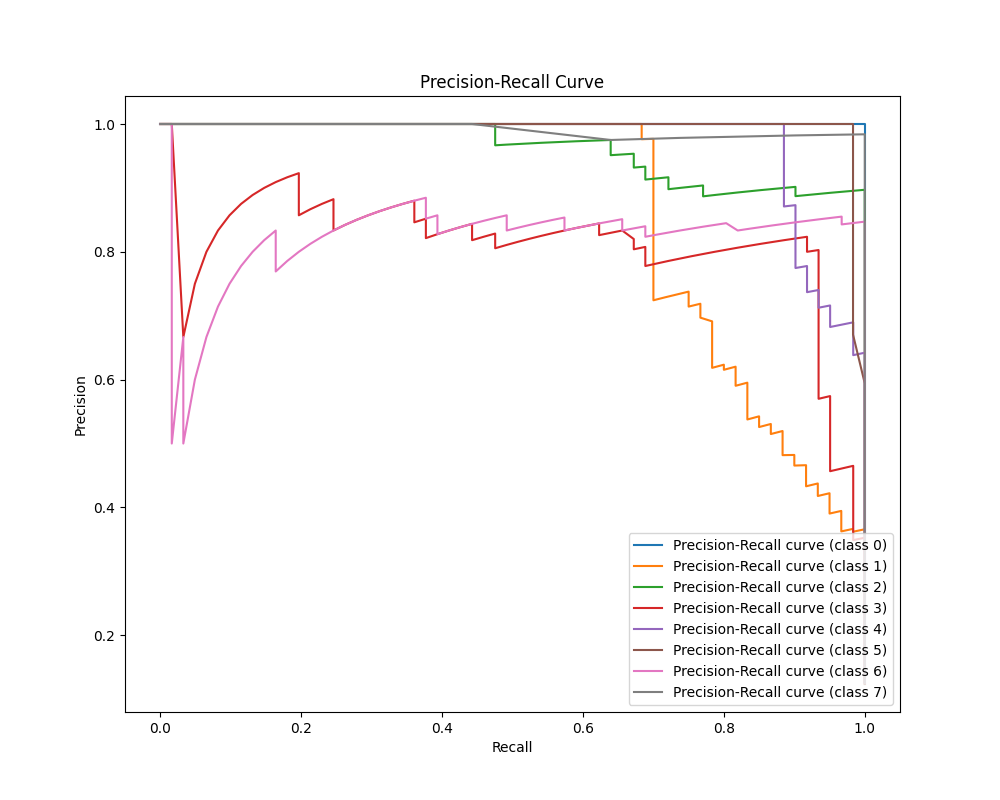 Precision-Recall Curve
1.0
0.8
0.6
0.4
0.2
Precision
0.0
0.2
0.4
0.6
0.8
1.0
Recall
Precision-Recall curve (class 0)
Precision-Recall curve (class 1)
Precision-Recall curve (class 2)
Precision-Recall curve (class 3)
Precision-Recall curve (class 4)
Precision-Recall curve (class 5)
Precision-Recall curve (class 6)
Precision-Recall curve (class 7)